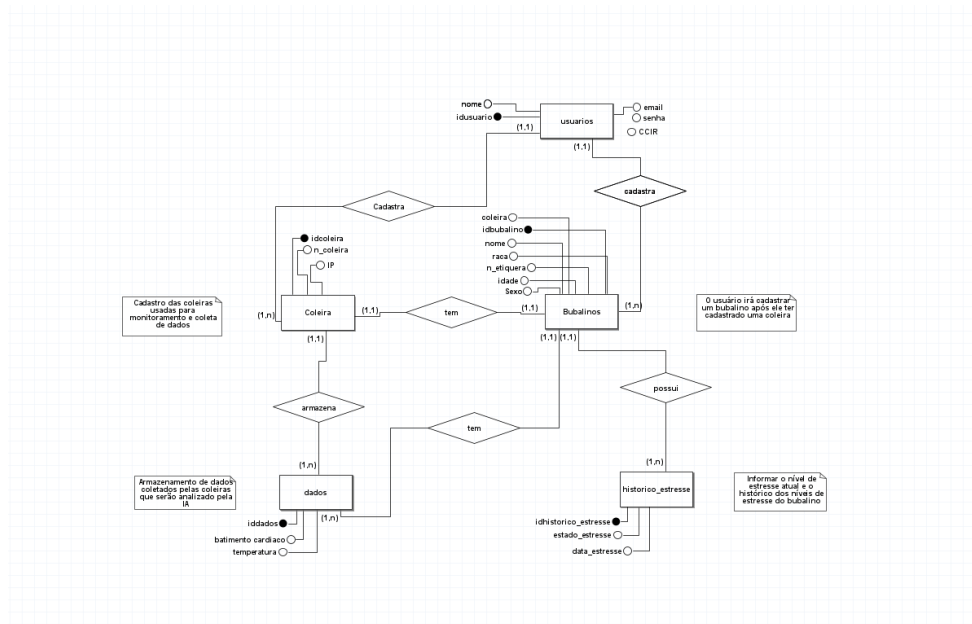 nome
email
idusuario
usuarios
senha
(1,1)
CCIR
(1,1)
cadastra
Cadastra
coleira
idbubalino
idcoleira
nome
n_coleira
raca
IP
n_etiquera
idade
Sexo
Cadastro das coleiras
usadas para
monitoramento e coleta
de dados
(1,n)
Coleira
(1,1)
tem
(1,1)
Bubalinos
(1,n)
O usuário irá cadastrar
um bubalino após ele ter
cadastrado uma coleira
(1,1)
(1,1)
(1,1)
possui
armazena
tem
(1,n)
(1,n)
Armazenamento de dados
coletados pelas coleiras
que serão analizado pela
IA
dados
historico_estresse
Informar o nível de
estresse atual e o
histórico dos níveis de
estresse do bubalino
(1,n)
iddados
idhistorico_estresse
batimento cardiaco
estado_estresse
temperatura
data_estresse